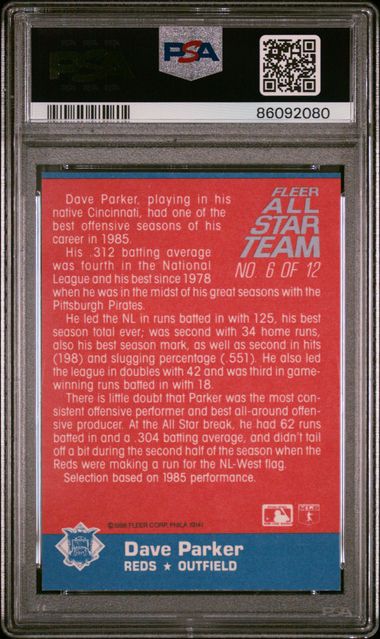 PSA
86092080
FLEER
ALL
STAR
TEAM
NO. 6 OF 12
Dave Parker, playing in his
native Cincinnati, had one of the
best offensive seasons of his
career in 1985.
His .312 batting average
was fourth in the National
League and his best since 1978
when he was in the midst of his great seasons with the
Pittsburgh Pirates.
He led the NL in runs batted in with 125, his best
season total ever; was second with 34 home runs,
also his best season mark, as well as second in hits
(198) and slugging percentage (.551). He also led
the league in doubles with 42 and was third in game-
winning runs batted in with 18.
There is little doubt that Parker was the most con-
sistent offensive performer and best all-around offen-
sive producer. At the All Star break, he had 62 runs
batted in and a .304 batting average, and didn't tail
off a bit during the second half of the season when the
Reds were making a run for the NL-West flag.
Selection based on 1985 performance.
©1986 FLEER CORP. PHILA 19141
Dave Parker
REDS ★ OUTFIELD
PSA